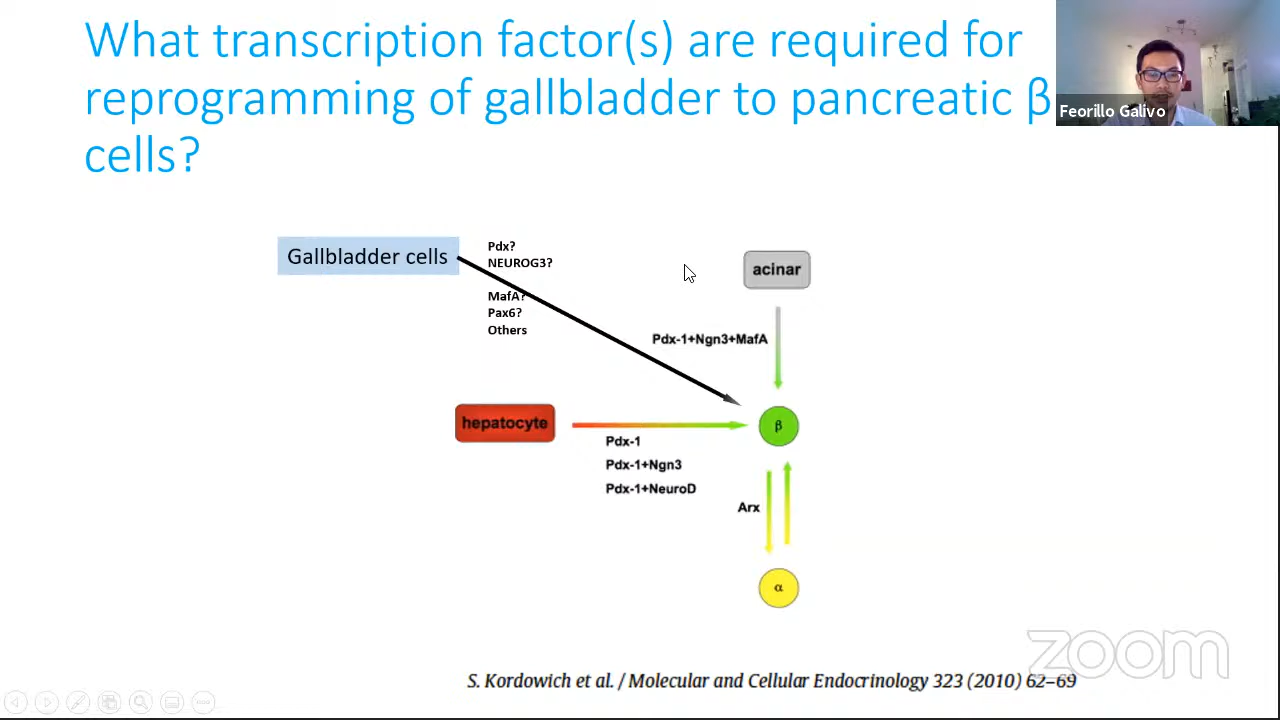 What transcription factor(s) are required for
reprogramming of gallbladder to pancreatic β
cells?
Feorillo Galivo
Gallbladder cells
Pdx?
NEUROG3?
MafA?
Pax6?
Others
acinar
Pdx-1+Ngn3+MafA
hepatocyte
β
Pdx-1
Pdx-1+Ngn3
Pdx-1+NeuroD
Arx
α
zoom
S. Kordowich et al. / Molecular and Cellular Endocrinology 323 (2010) 62–69